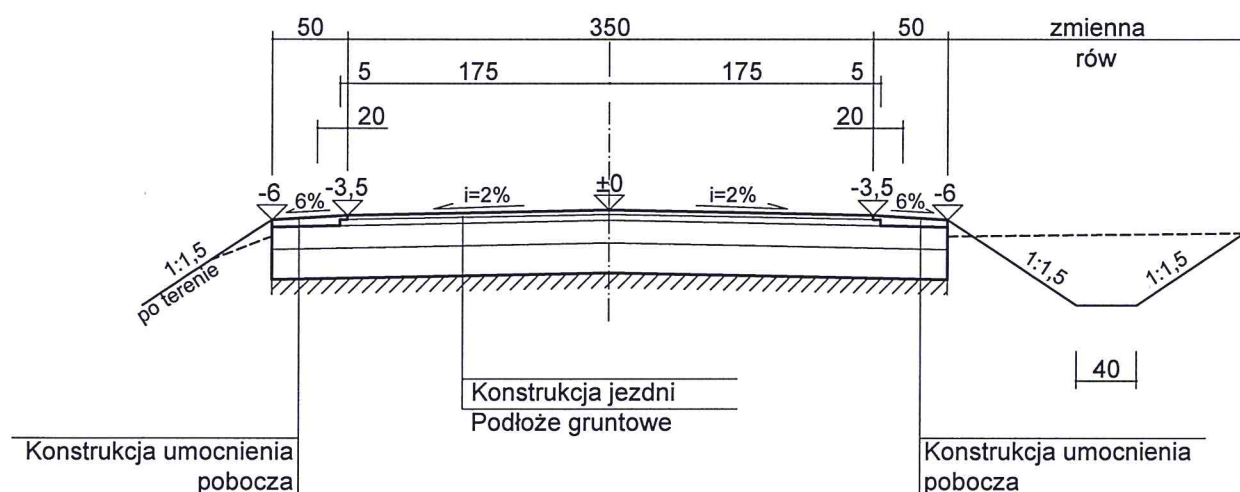 50 350 50 zmienna
rów
5 175 175 5
20 20
-6 6% -3,5 i=2% ±0 i=2% -3,5 6% -6
1:1,5
po terenie
1:1,5 1:1,5
40
Konstrukcja jezdni
Podłoże gruntowe
Konstrukcja umocnienia
pobocza
Konstrukcja umocnienia
pobocza